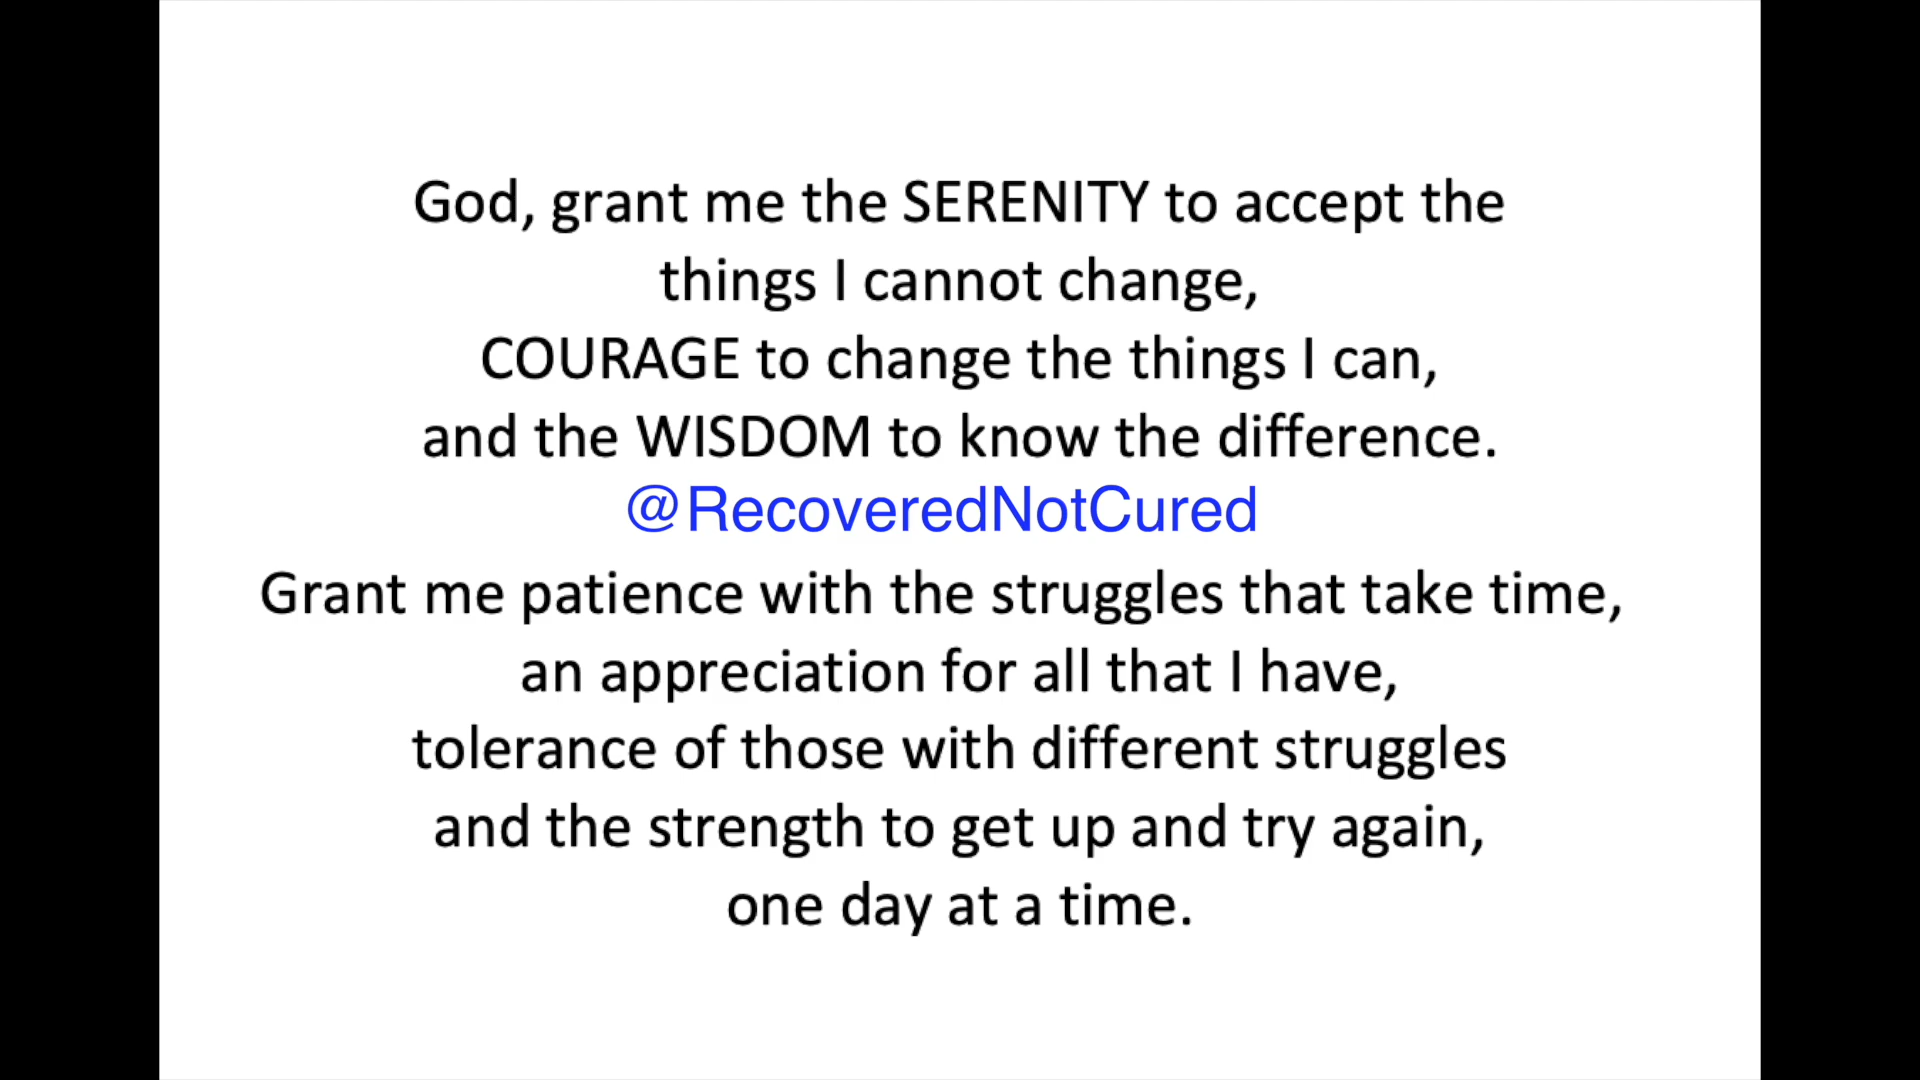 God, grant me the SERENITY to accept the
things I cannot change,
COURAGE to change the things I can,
and the WISDOM to know the difference.
@RecoveredNotCured
Grant me patience with the struggles that take time,
an appreciation for all that I have,
tolerance of those with different struggles
and the strength to get up and try again,
one day at a time.